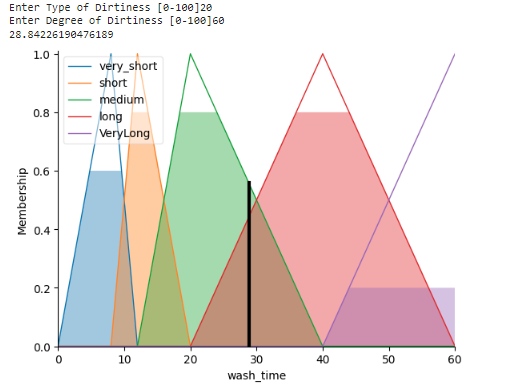 Enter Type of Dirtiness [0-100]20
Enter Degree of Dirtiness [0-100]60
28.84226190476189
1.0
very_short
short
medium
long
VeryLong
0.8
0.6
0.4
0.2
0.0
Membership
0 10 20 30 40 50 60
wash_time